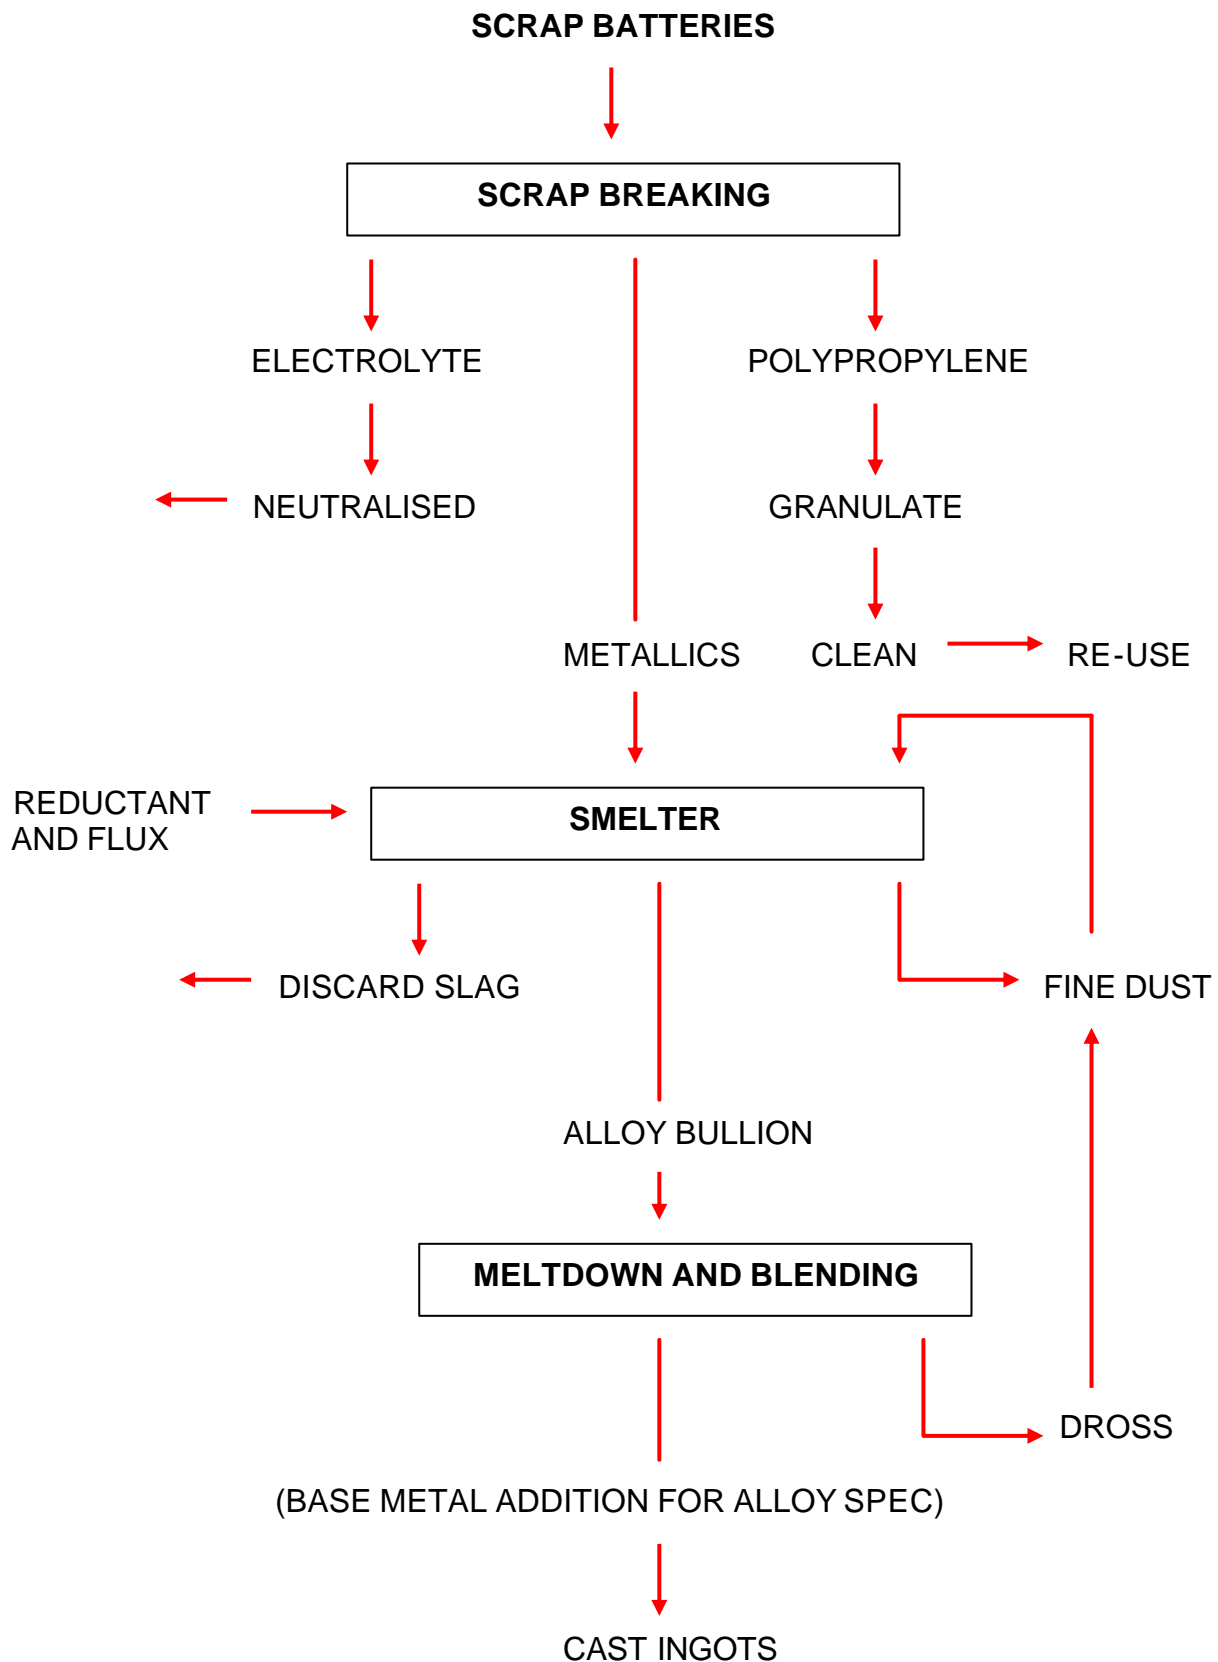 SCRAP BATTERIES
SCRAP BREAKING
ELECTROLYTE
POLYPROPYLENE
NEUTRALISED
GRANULATE
METALLICS
CLEAN
RE-USE
REDUCTANT
AND FLUX
SMELTER
DISCARD SLAG
FINE DUST
ALLOY BULLION
MELTDOWN AND BLENDING
DROSS
(BASE METAL ADDITION FOR ALLOY SPEC)
CAST INGOTS